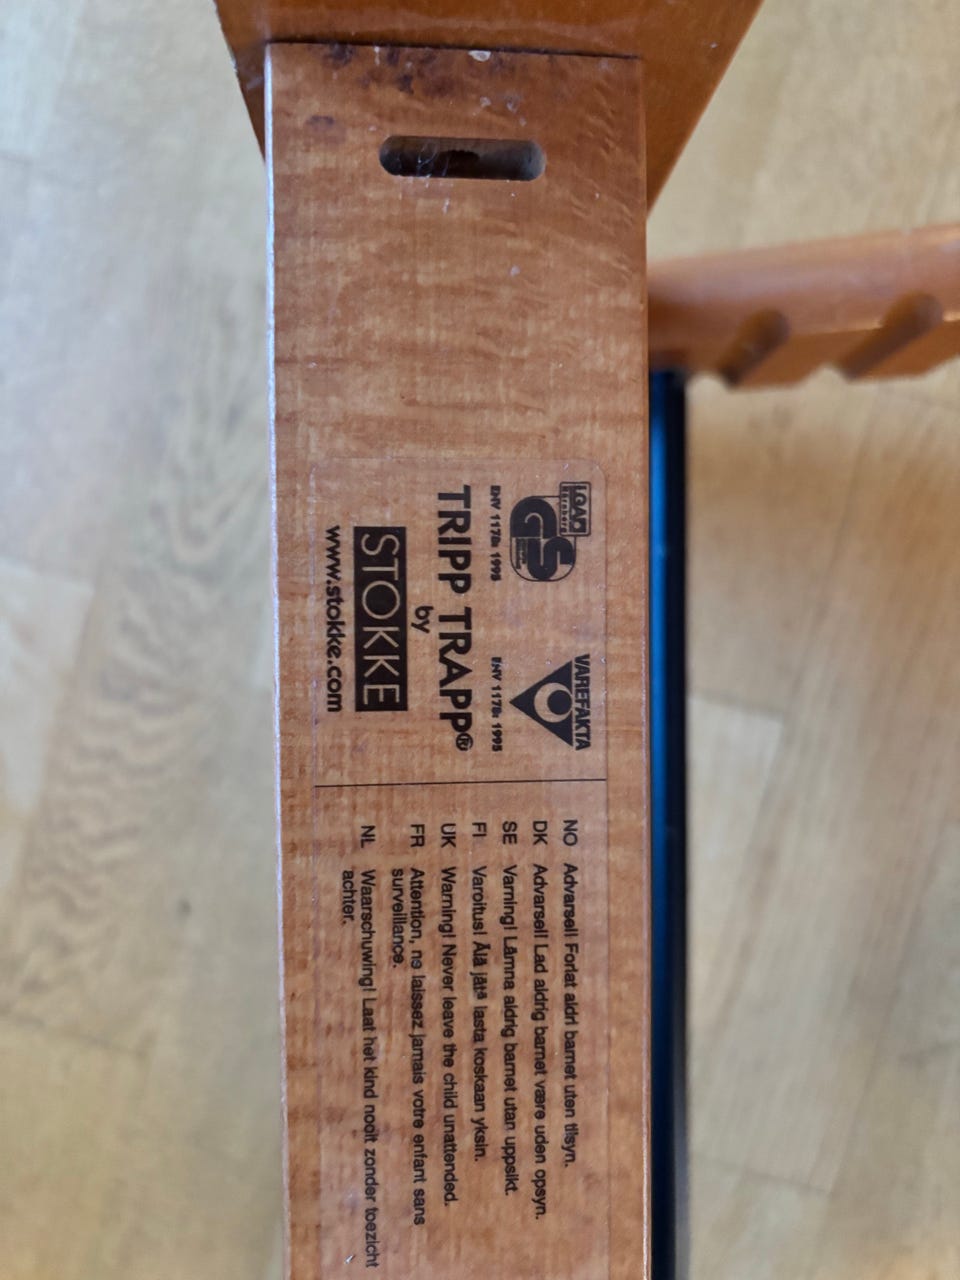 LGA
Nürnberg
GS
VAREFAKTA
ENV 1178: 1995
ENV 1178: 1995
TRIPP TRAPP®
by
STOKKE
www.stokke.com
NO Advarsel! Forlat aldri barnet uten tilsyn.
DK Advarsel! Lad aldrig barnet være uden opsyn.
SE Varning! Lämna aldrig barnet utan uppsikt.
FI Varoitus! Älä jätä lasta koskaan yksin.
UK Warning! Never leave the child unattended.
FR Attention, ne laissez jamais votre enfant sans
surveillance.
NL Waarschuwing! Laat het kind nooit zonder toezicht
achter.